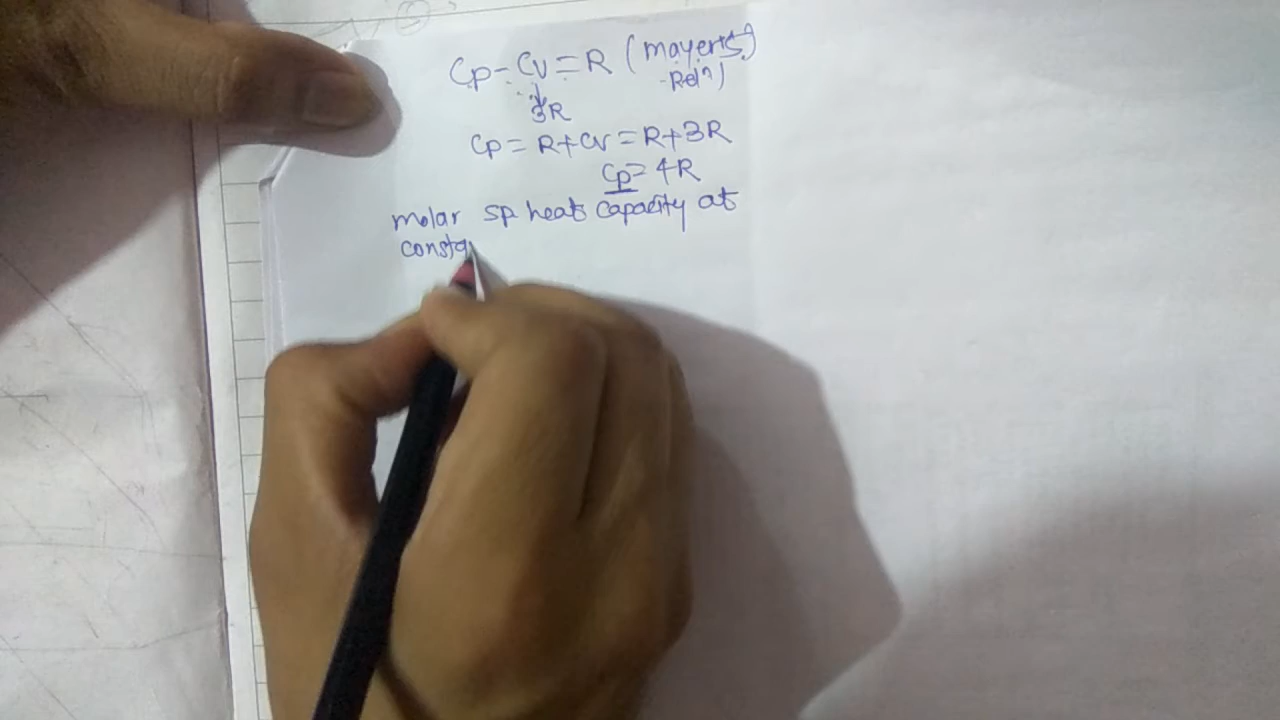 Cp - Cv = R (mayer's)
Reln)
3R
Cp = R + Cv = R + 3R
Cp = 4R
molar sp heat capacity at
consta